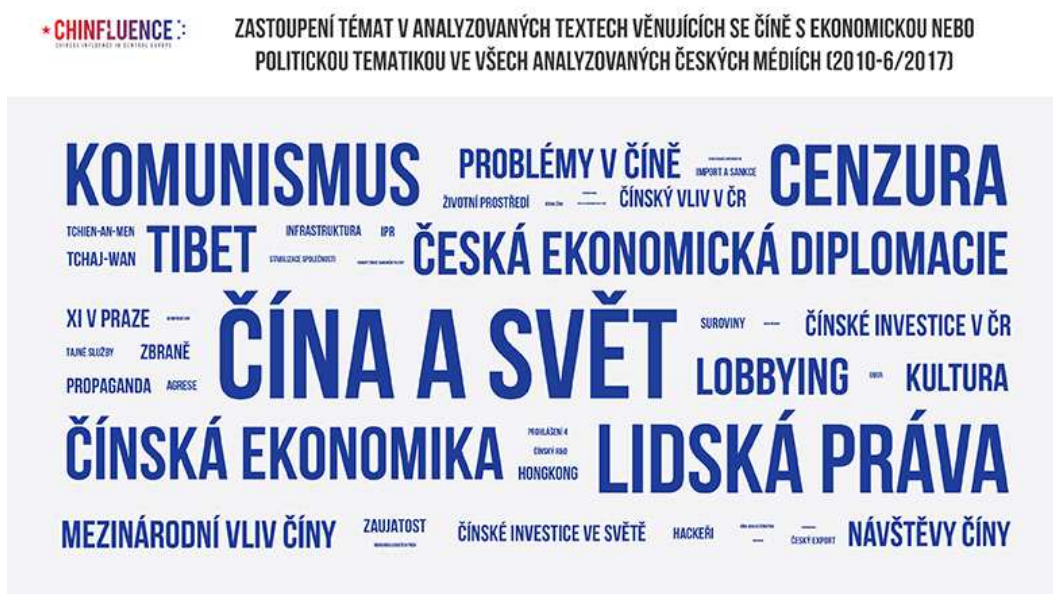 CHINFLUENCE
CHINESE INFLUENCE IN CENTRAL EUROPE
ZASTOUPENÍ TÉMAT V ANALYZOVANÝCH TEXTECH VĚNUJÍCÍCH SE ČÍNĚ S EKONOMICKOU NEBO
POLITICKOU TEMATIKOU VE VŠECH ANALYZOVANÝCH ČESKÝCH MÉDIÍCH (2010-6/2017)
KOMUNISMUS
PROBLÉMY V ČÍNĚ
IMPORT A SANKCE
CENZURA
ŽIVOTNÍ PROSTŘEDÍ
ČÍNSKÝ VLIV V ČR
TCHIEN-AN-MEN
TIBET
INFRASTRUKTURA
IPR
ČESKÁ EKONOMICKÁ DIPLOMACIE
TCHAJ-WAN
STABILIZACE SPOLEČNOSTI
XI V PRAZE
ČÍNA A SVĚT
SUROVINY
ČÍNSKÉ INVESTICE V ČR
TAJNÉ SLUŽBY
ZBRANĚ
PROPAGANDA
AGRESE
LOBBYING
KULTURA
ČÍNSKÁ EKONOMIKA
PROHLÁŠENÍ 4
ČÍNSKÝ R&D
HONGKONG
LIDSKÁ PRÁVA
MEZINÁRODNÍ VLIV ČÍNY
ZAUJATOST
ČÍNSKÉ INVESTICE VE SVĚTĚ
HACKEŘI
ČESKÝ EXPORT
NÁVŠTĚVY ČÍNY